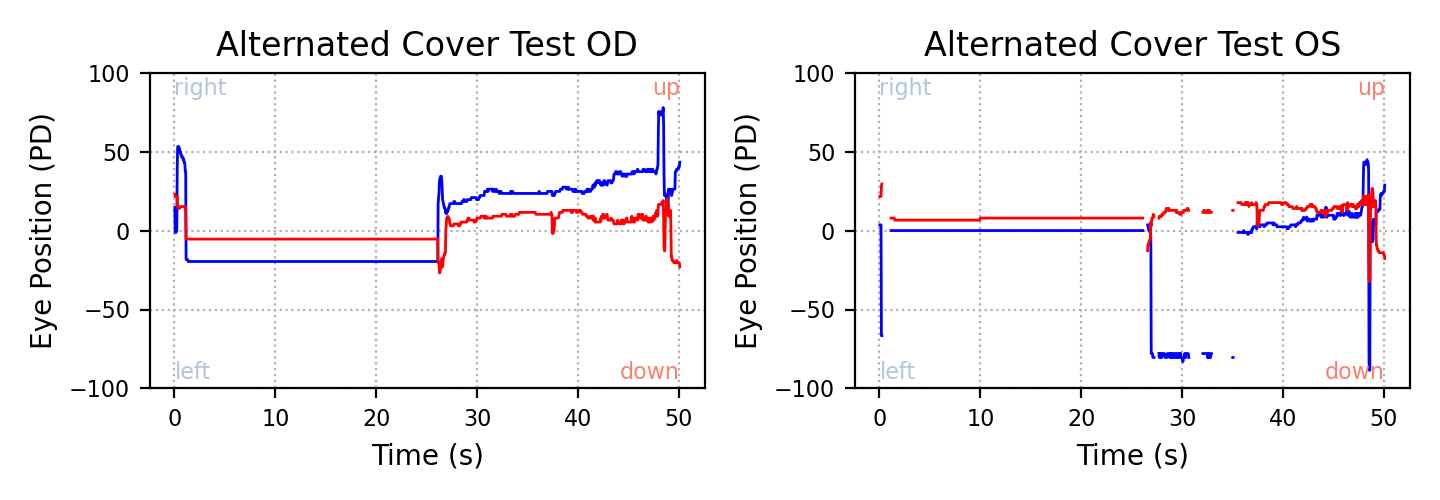 Alternated Cover Test OD
100
50
0
−50
−100
Eye Position (PD)
right
up
left
down
0
10
20
30
40
50
Time (s)
Alternated Cover Test OS
100
50
0
−50
−100
Eye Position (PD)
right
up
left
down
0
10
20
30
40
50
Time (s)